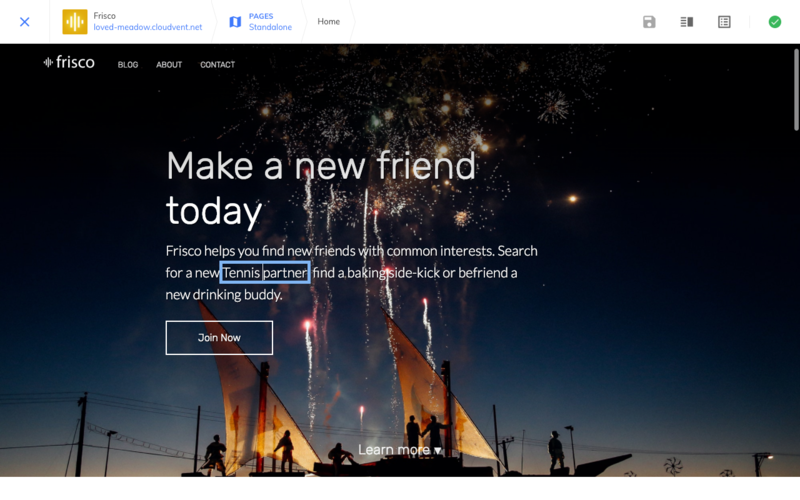 Frisco
loved-meadow.cloudvent.net
PAGES
Standalone
Home
frisco
BLOG
ABOUT
CONTACT
Make a new friend
today
Frisco helps you find new friends with common interests. Search
for a new Tennis partner, find a baking side-kick or befriend a
new drinking buddy.
Join Now
Learn more ▾